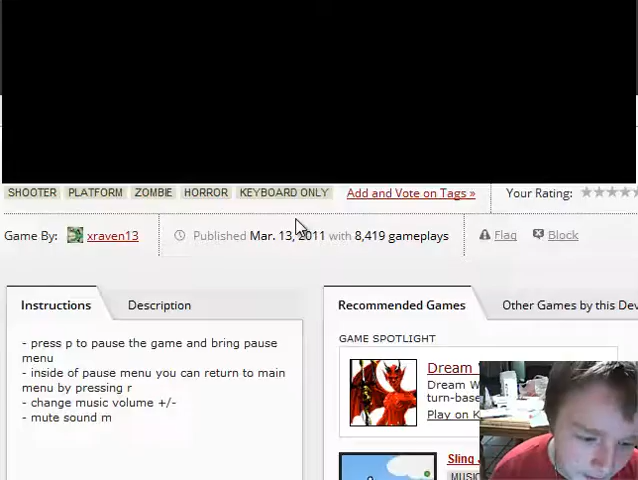 SHOOTER PLATFORM ZOMBIE HORROR KEYBOARD ONLY Add and Vote on Tags » Your Rating:
Game By: xraven13 Published Mar. 13, 2011 with 8,419 gameplays Flag Block
Instructions Description
- press p to pause the game and bring pause
menu
- inside of pause menu you can return to main
menu by pressing r
- change music volume +/-
- mute sound m
Recommended Games Other Games by this Dev
GAME SPOTLIGHT
Dream
Dream W
turn-base
Play on K
Sling
MUSIC